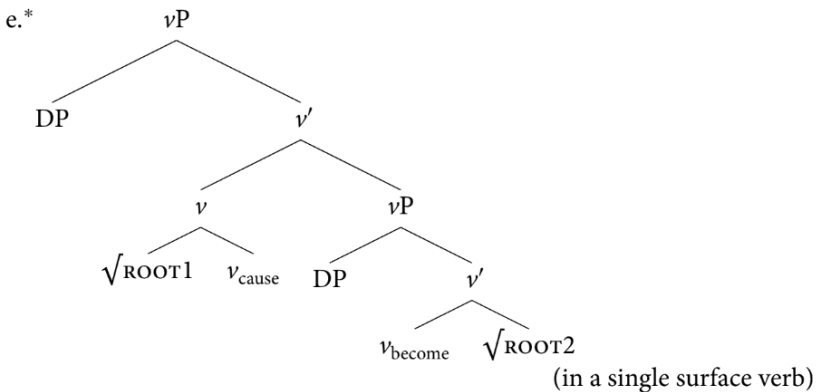 e.* vP
DP v′
v vP
√ROOT1 v_cause DP v′
v_become √ROOT2
(in a single surface verb)